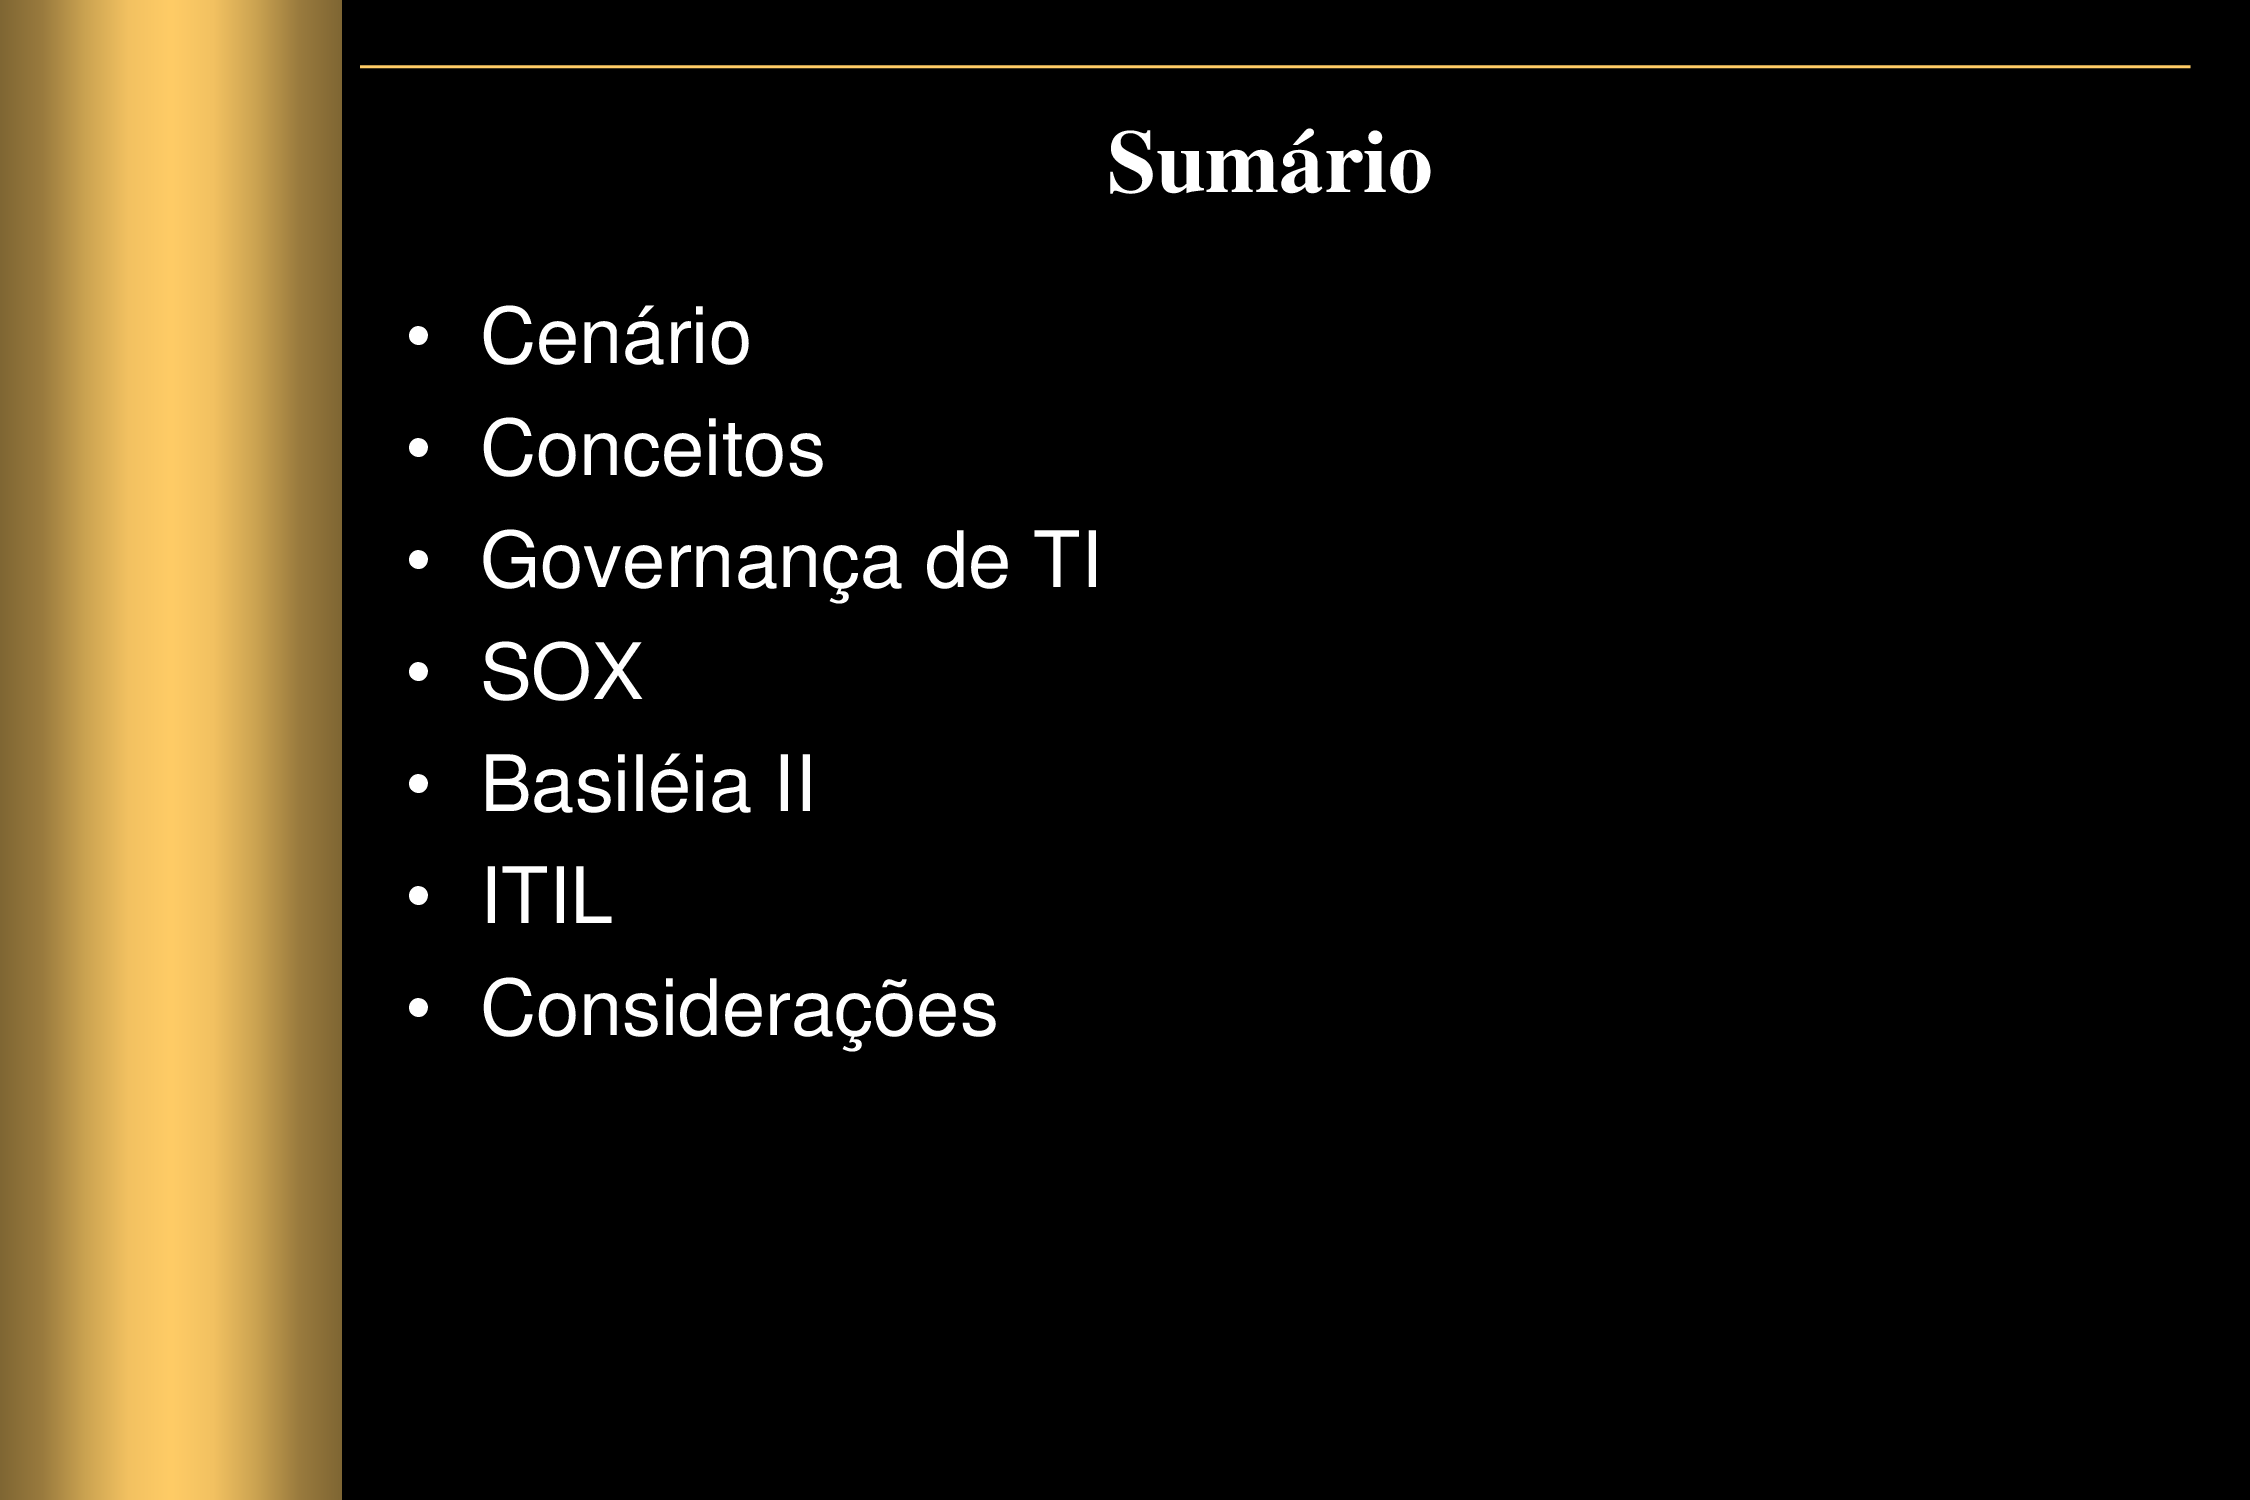 Sumário
• Cenário
• Conceitos
• Governança de TI
• SOX
• Basiléia II
• ITIL
• Considerações